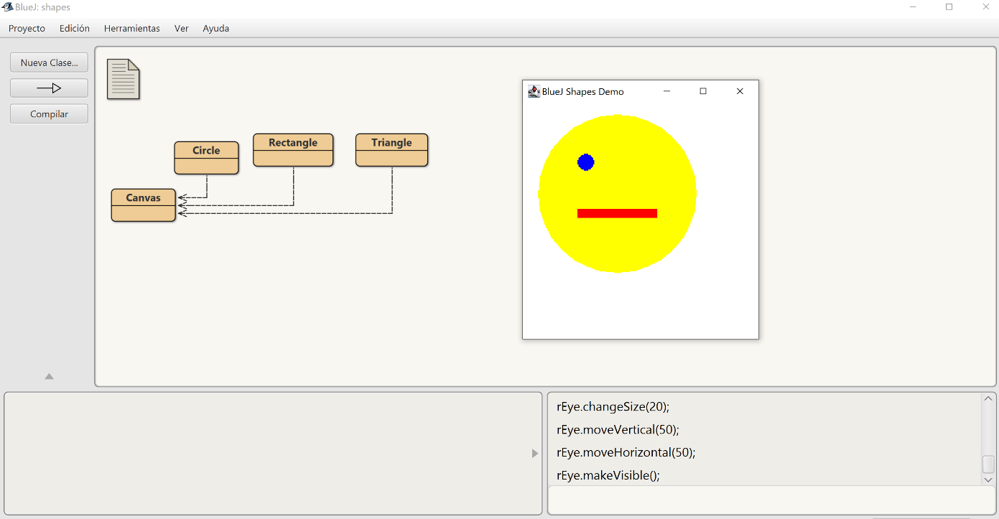 BlueJ: shapes
Proyecto Edición Herramientas Ver Ayuda
Nueva Clase...
Compilar
Circle
Rectangle
Triangle
Canvas
BlueJ Shapes Demo
rEye.changeSize(20);
rEye.moveVertical(50);
rEye.moveHorizontal(50);
rEye.makeVisible();